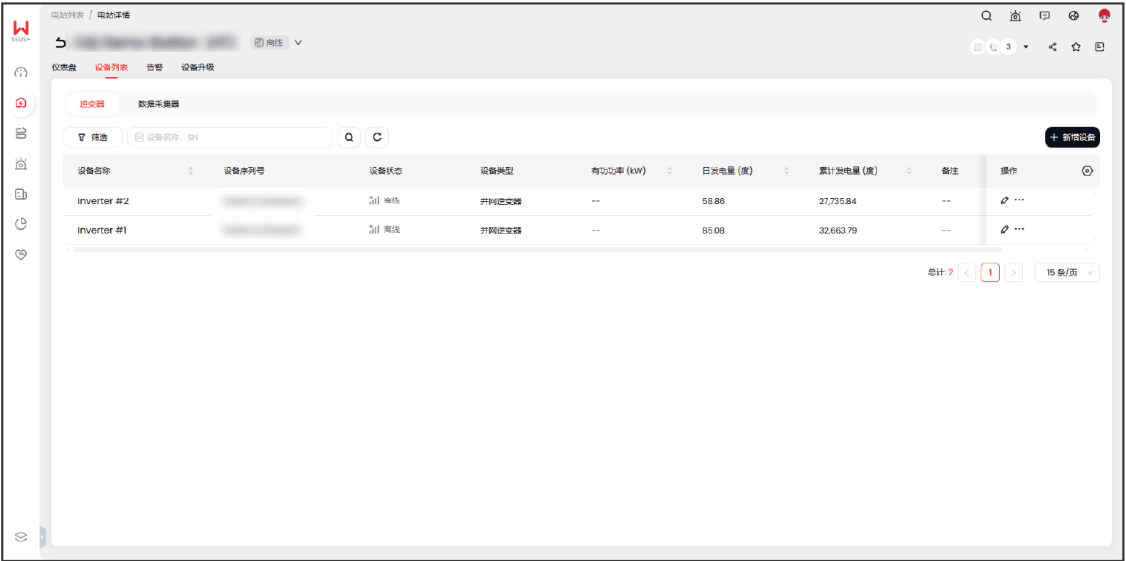 电站列表 / 电站详情
SEMS+
离线
3
仪表盘 设备列表 告警 设备升级
逆变器 数据采集器
筛选 设备名称、SN
+ 新增设备
设备名称 设备序列号 设备状态 设备类型 有功功率 (kW) 日发电量 (度) 累计发电量 (度) 备注 操作
Inverter #2 离线 并网逆变器 -- 58.86 27,735.84 -- ...
Inverter #1 离线 并网逆变器 -- 85.08 32,663.79 -- ...
总计: 2 < 1 > 15 条/页